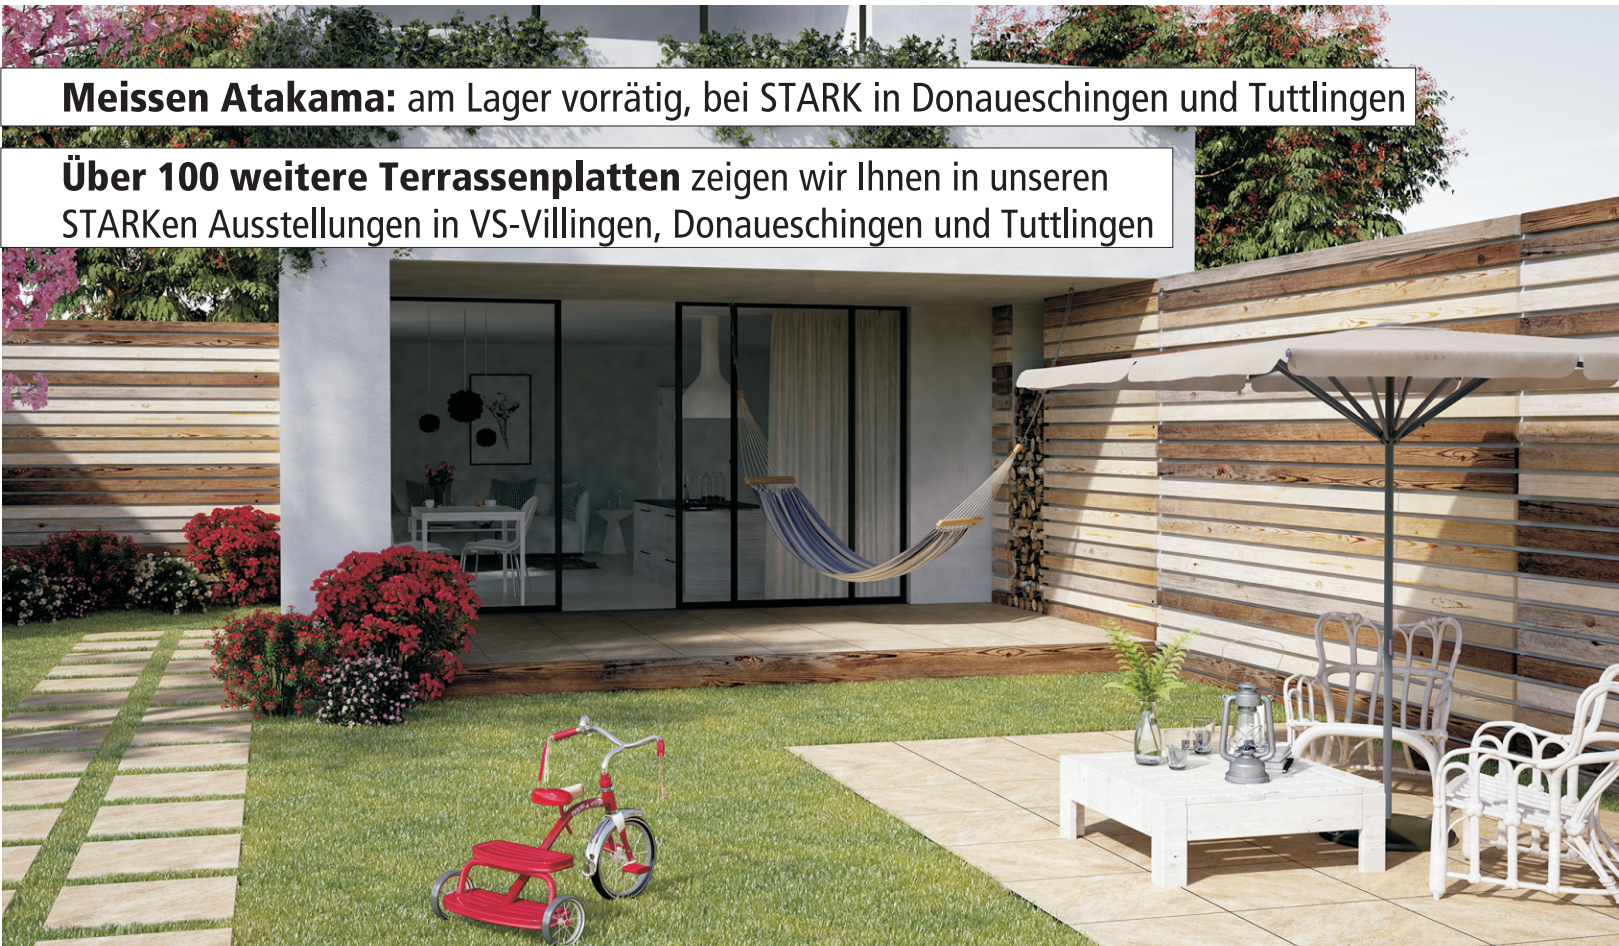 Meissen Atakama: am Lager vorrätig, bei STARK in Donaueschingen und Tuttlingen
Über 100 weitere Terrassenplatten zeigen wir Ihnen in unseren
STARKen Ausstellungen in VS-Villingen, Donaueschingen und Tuttlingen